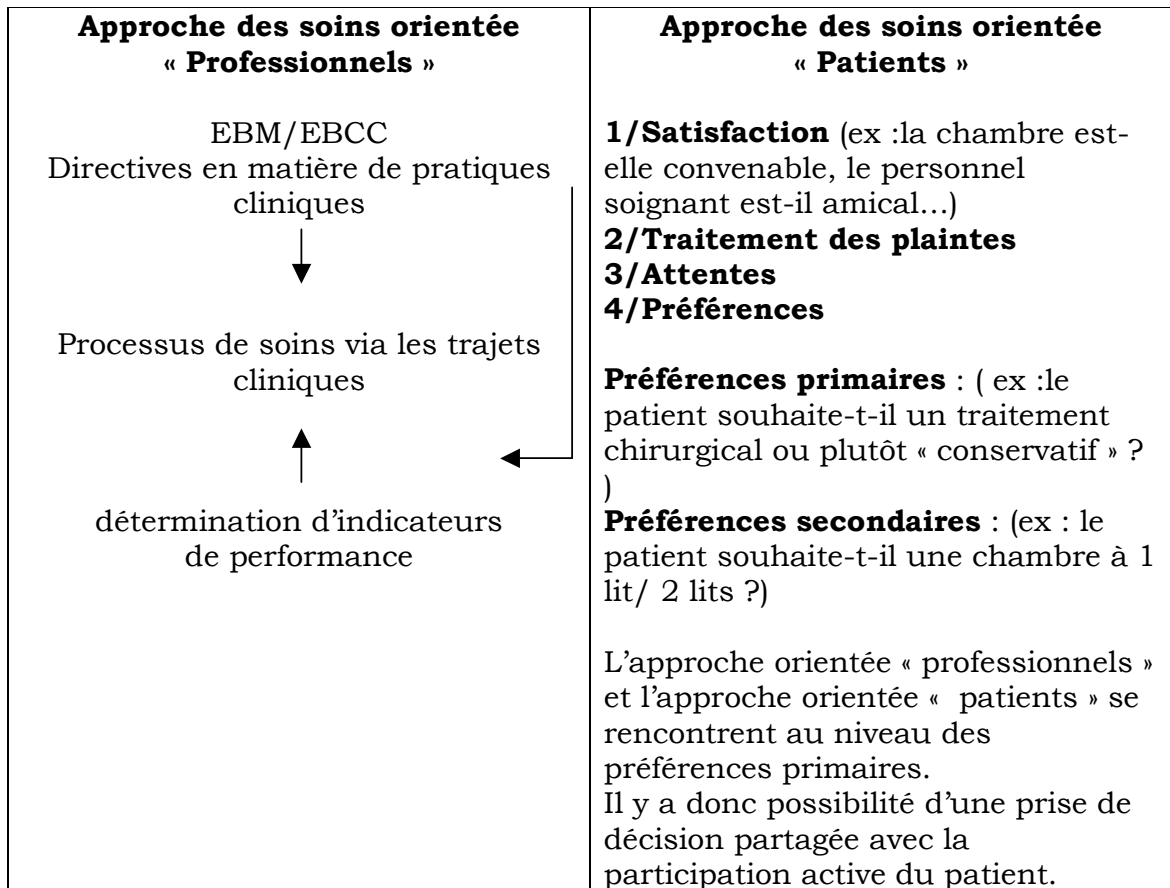 Approche des soins orientée
« Professionnels »
EBM/EBCC
Directives en matière de pratiques
cliniques
Processus de soins via les trajets
cliniques
détermination d’indicateurs
de performance
Approche des soins orientée
« Patients »
1/Satisfaction (ex :la chambre est-
elle convenable, le personnel
soignant est-il amical…)
2/Traitement des plaintes
3/Attentes
4/Préférences
Préférences primaires : ( ex :le
patient souhaite-t-il un traitement
chirurgical ou plutôt « conservatif » ?
)
Préférences secondaires : (ex : le
patient souhaite-t-il une chambre à 1
lit/ 2 lits ?)
L’approche orientée « professionnels »
et l’approche orientée «  patients » se
rencontrent au niveau des
préférences primaires.
Il y a donc possibilité d’une prise de
décision partagée avec la
participation active du patient.